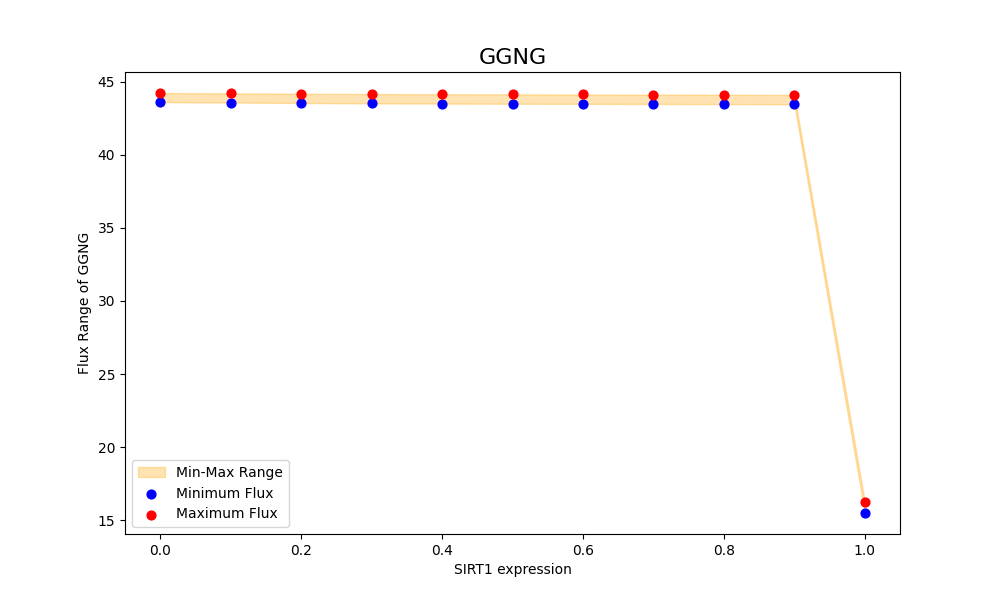 GGNG
Flux Range of GGNG
45
40
35
30
25
20
15
Min-Max Range
Minimum Flux
Maximum Flux
0.0 0.2 0.4 0.6 0.8 1.0
SIRT1 expression